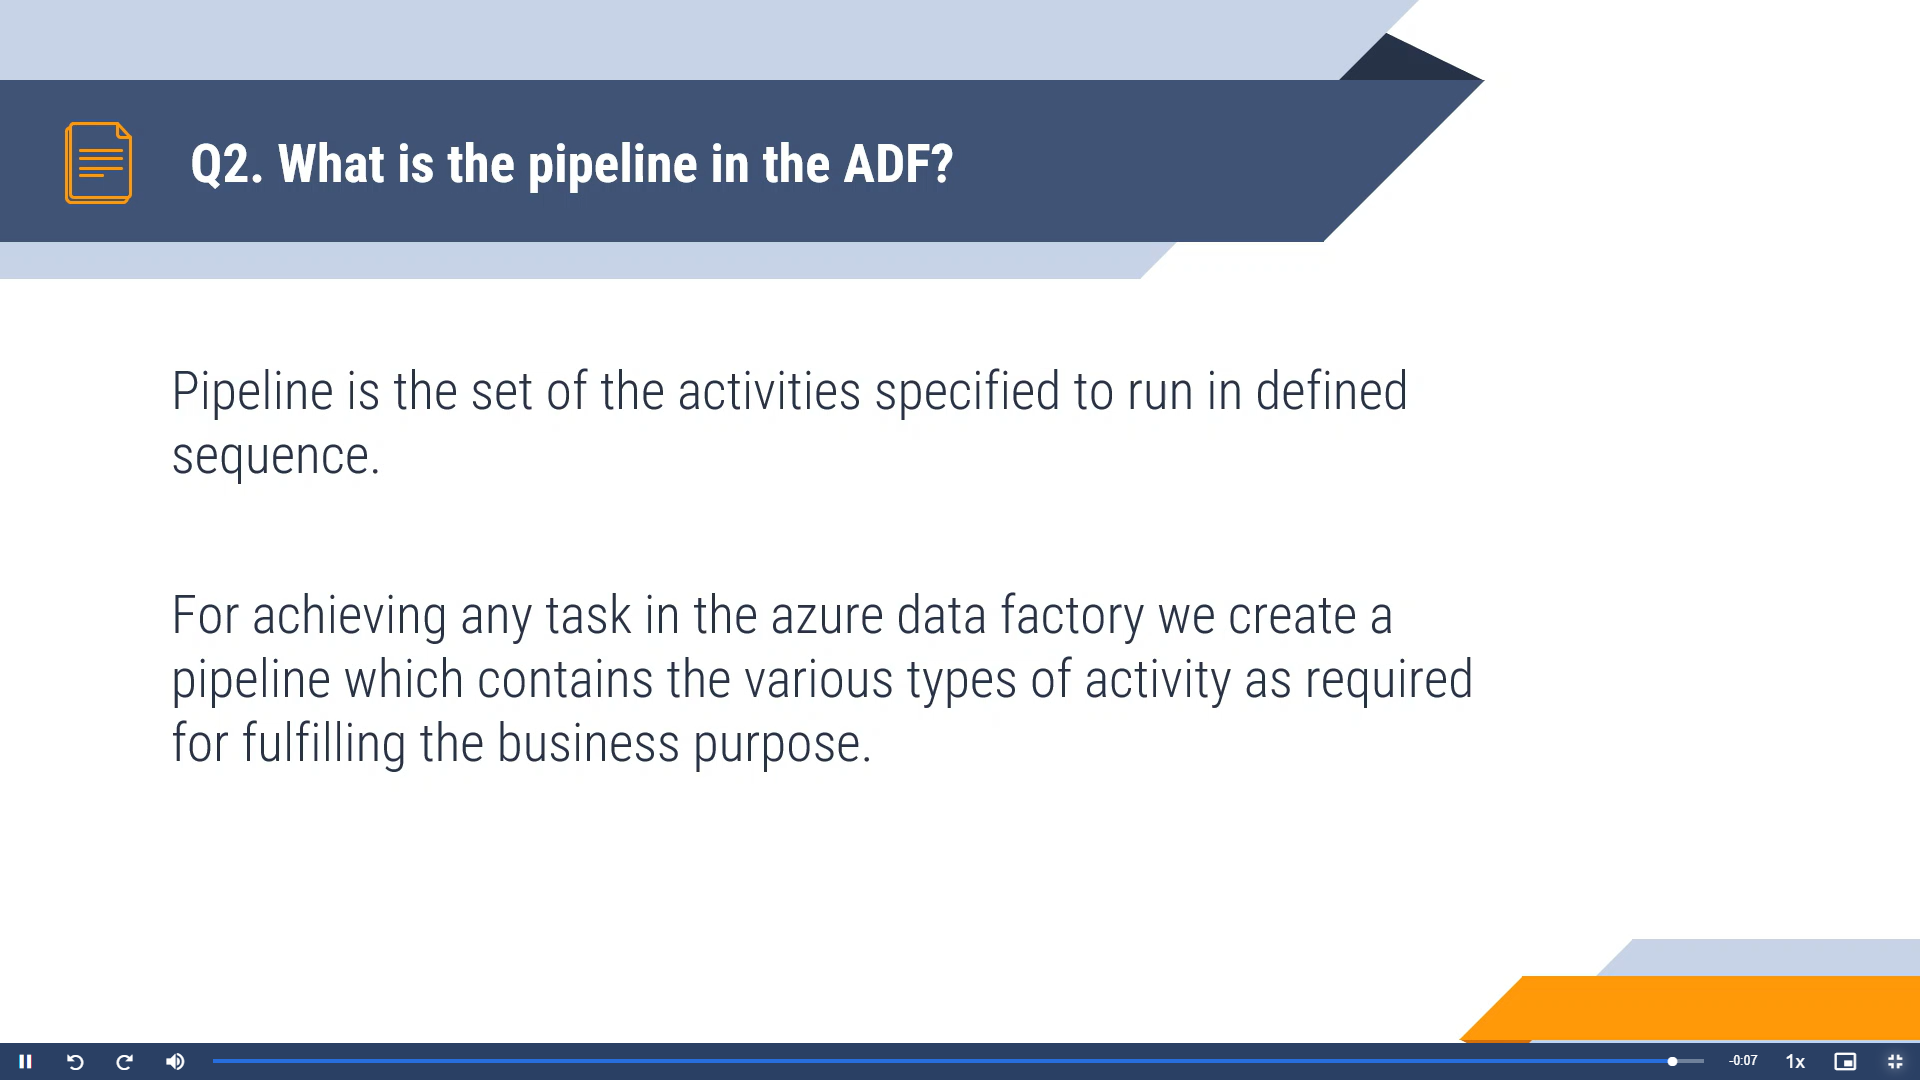 Q2. What is the pipeline in the ADF?
Pipeline is the set of the activities specified to run in defined
sequence.
For achieving any task in the azure data factory we create a
pipeline which contains the various types of activity as required
for fulfilling the business purpose.
-0:07 1x